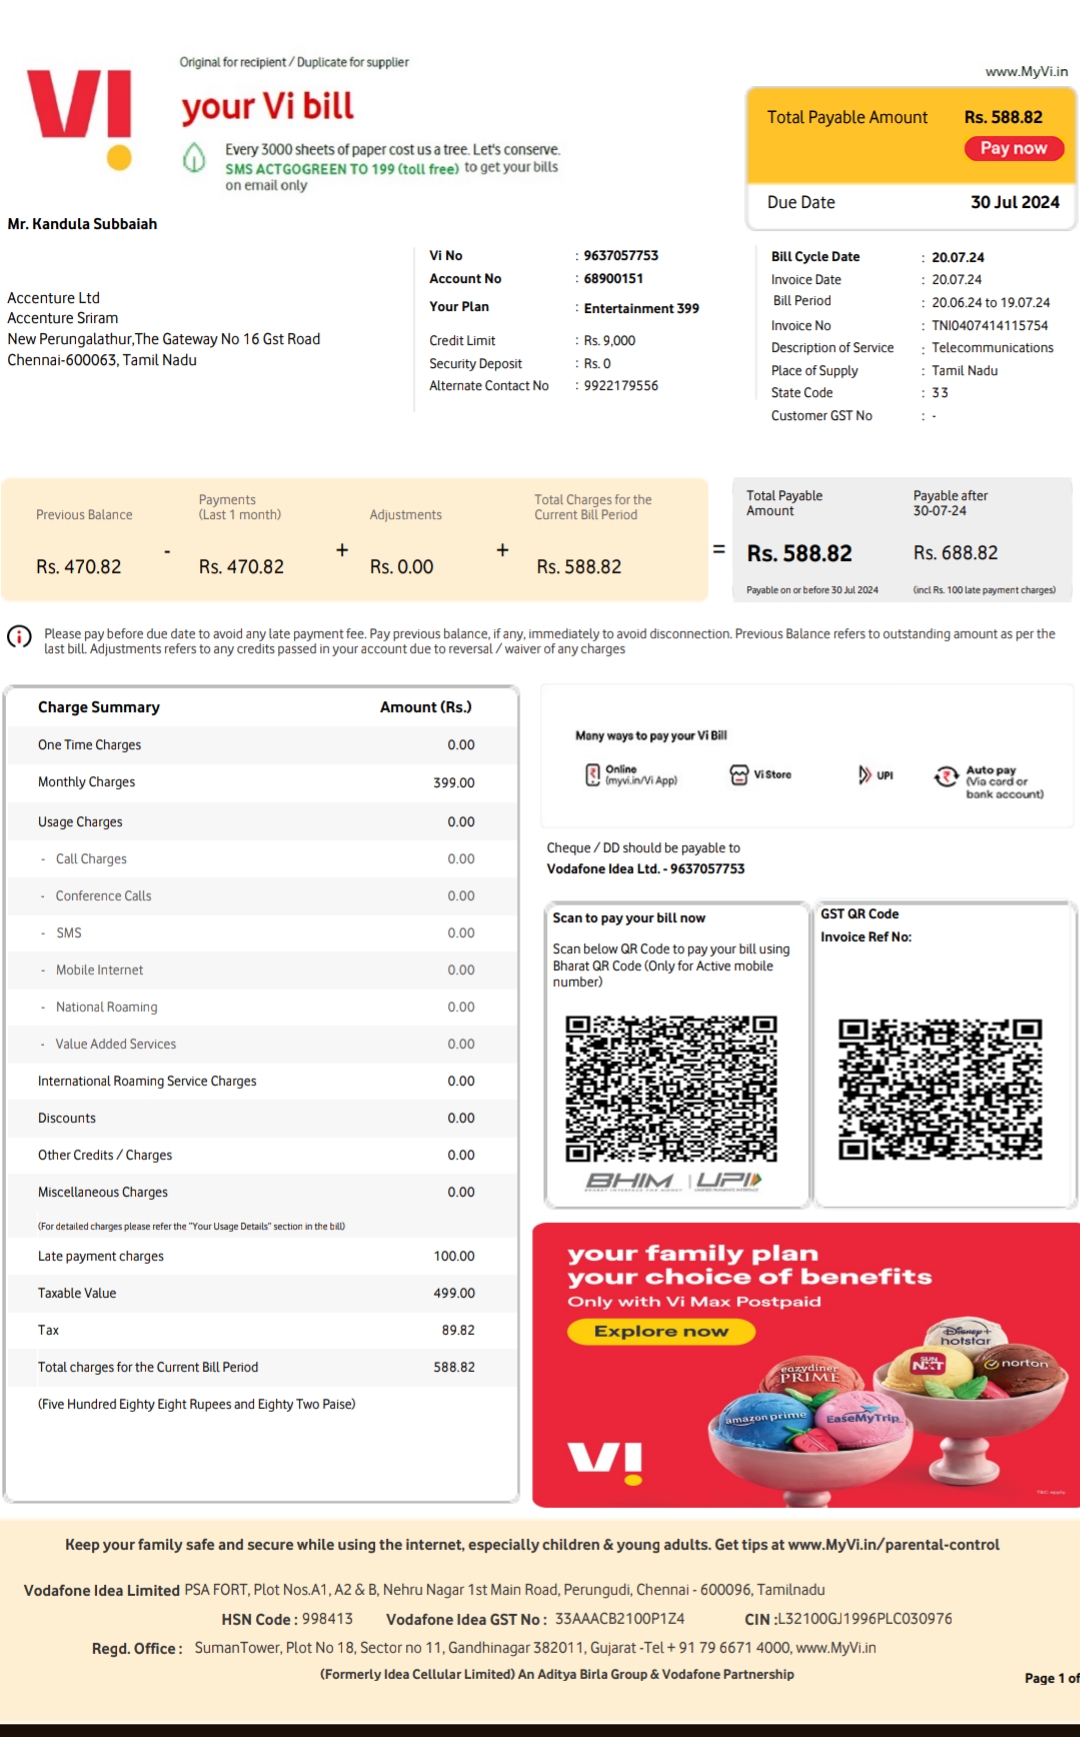 Original for recipient / Duplicate for supplier
www.MyVi.in
VI
your Vi bill
Every 3000 sheets of paper cost us a tree. Let's conserve.
SMS ACTGOGREEN TO 199 (toll free) to get your bills
on email only
Total Payable Amount Rs. 588.82
Pay now
Due Date 30 Jul 2024
Mr. Kandula Subbaiah
Accenture Ltd
Accenture Sriram
New Perungalathur,The Gateway No 16 Gst Road
Chennai-600063, Tamil Nadu
Vi No : 9637057753
Account No : 68900151
Your Plan : Entertainment 399
Credit Limit : Rs. 9,000
Security Deposit : Rs. 0
Alternate Contact No : 9922179556
Bill Cycle Date : 20.07.24
Invoice Date : 20.07.24
Bill Period : 20.06.24 to 19.07.24
Invoice No : TNI0407414115754
Description of Service : Telecommunications
Place of Supply : Tamil Nadu
State Code : 33
Customer GST No : -
Previous Balance
Rs. 470.82
-
Payments
(Last 1 month)
Rs. 470.82
+
Adjustments
Rs. 0.00
+
Total Charges for the
Current Bill Period
Rs. 588.82
=
Total Payable
Amount
Rs. 588.82
Payable on or before 30 Jul 2024
Payable after
30-07-24
Rs. 688.82
(incl Rs. 100 late payment charges)
Please pay before due date to avoid any late payment fee. Pay previous balance, if any, immediately to avoid disconnection. Previous Balance refers to outstanding amount as per the
last bill. Adjustments refers to any credits passed in your account due to reversal / waiver of any charges
Charge Summary Amount (Rs.)
One Time Charges 0.00
Monthly Charges 399.00
Usage Charges 0.00
- Call Charges 0.00
- Conference Calls 0.00
- SMS 0.00
- Mobile Internet 0.00
- National Roaming 0.00
- Value Added Services 0.00
International Roaming Service Charges 0.00
Discounts 0.00
Other Credits / Charges 0.00
Miscellaneous Charges 0.00
(For detailed charges please refer the "Your Usage Details" section in the bill)
Late payment charges 100.00
Taxable Value 499.00
Tax 89.82
Total charges for the Current Bill Period 588.82
(Five Hundred Eighty Eight Rupees and Eighty Two Paise)
Many ways to pay your Vi Bill
Online
(myvi.in/Vi App)
Vi Store
UPI
Auto pay
(Via card or
bank account)
Cheque / DD should be payable to
Vodafone Idea Ltd. - 9637057753
Scan to pay your bill now
Scan below QR Code to pay your bill using
Bharat QR Code (Only for Active mobile
number)
BHIM | UPI
GST QR Code
Invoice Ref No:
your family plan
your choice of benefits
Only with Vi Max Postpaid
Explore now
Disney+
hotstar
SUN
NXT
norton
eazydiner
PRIME
amazon prime
EaseMyTrip
VI
T&C apply.
Keep your family safe and secure while using the internet, especially children & young adults. Get tips at www.MyVi.in/parental-control
Vodafone Idea Limited PSA FORT, Plot Nos.A1, A2 & B, Nehru Nagar 1st Main Road, Perungudi, Chennai - 600096, Tamilnadu
HSN Code : 998413 Vodafone Idea GST No : 33AAACB2100P1Z4 CIN :L32100GJ1996PLC030976
Regd. Office : SumanTower, Plot No 18, Sector no 11, Gandhinagar 382011, Gujarat -Tel + 91 79 6671 4000, www.MyVi.in
(Formerly Idea Cellular Limited) An Aditya Birla Group & Vodafone Partnership
Page 1 of